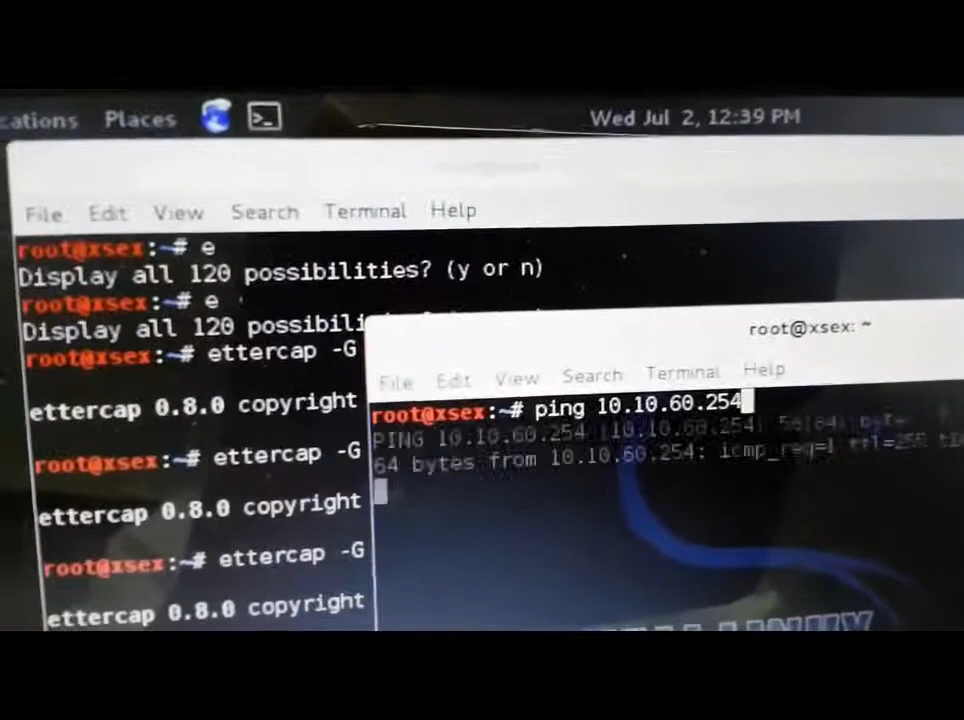 cations Places Wed Jul 2, 12:39 PM
File Edit View Search Terminal Help
root@xsex:~# e
Display all 120 possibilities? (y or n)
root@xsex:~# e
Display all 120 possibili
root@xsex:~# ettercap -G
ettercap 0.8.0 copyright
root@xsex:~# ettercap -G
ettercap 0.8.0 copyright
root@xsex:~# ettercap -G
ettercap 0.8.0 copyright
root@xsex: ~
File Edit View Search Terminal Help
root@xsex:~# ping 10.10.60.254
PING 10.10.60.254 (10.10.60.254)
64 bytes from 10.10.60.254: icmp_req=1
LINUX